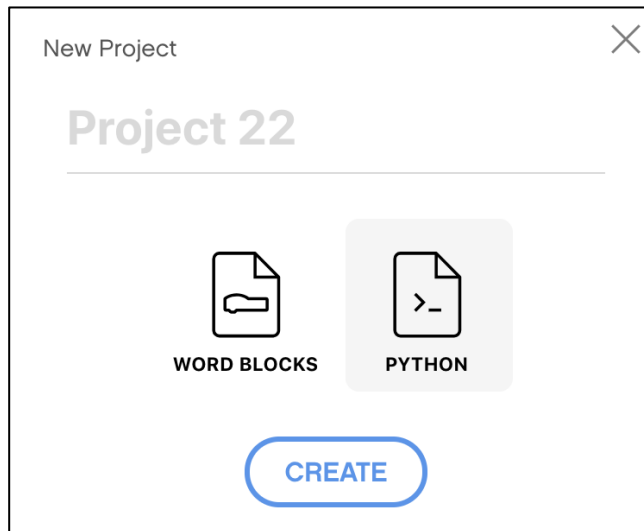 New Project
Project 22
WORD BLOCKS
PYTHON
>_
CREATE